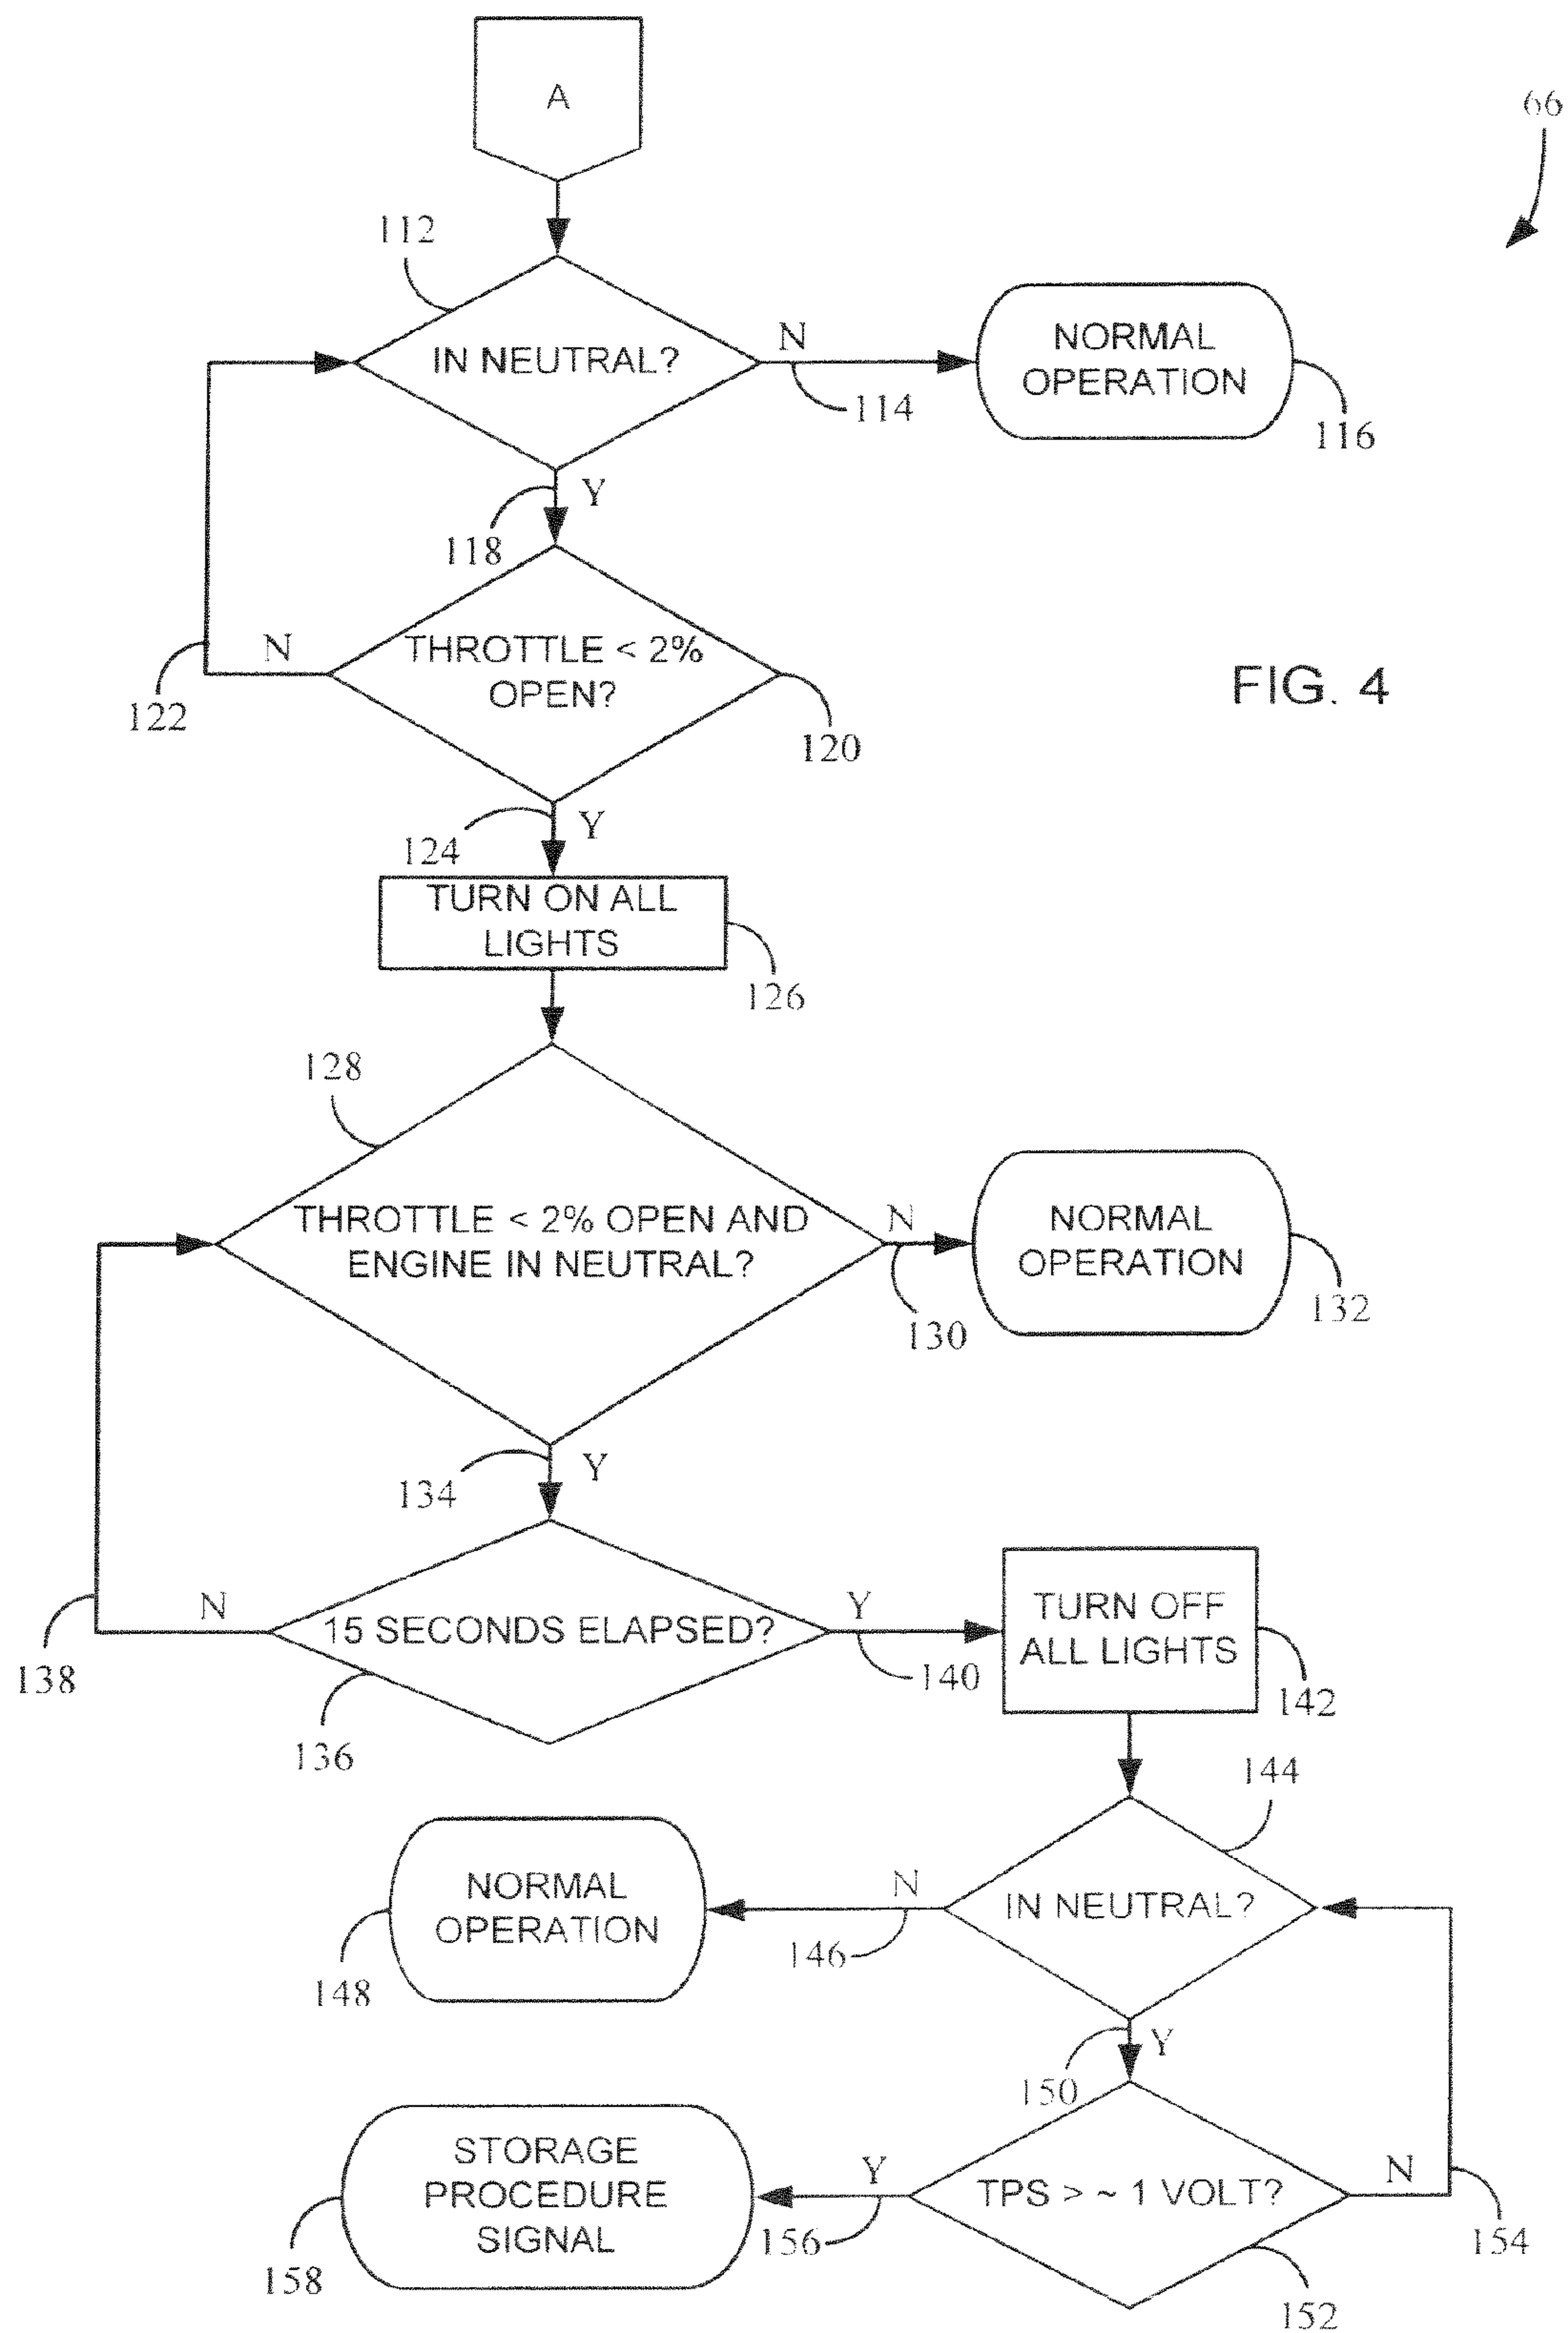 A
66
112
IN NEUTRAL?
N
114
NORMAL
OPERATION
116
118
Y
THROTTLE < 2%
OPEN?
N
122
120
FIG. 4
124
Y
TURN ON ALL
LIGHTS
126
128
THROTTLE < 2% OPEN AND
ENGINE IN NEUTRAL?
N
130
NORMAL
OPERATION
132
134
Y
15 SECONDS ELAPSED?
N
138
136
Y
140
TURN OFF
ALL LIGHTS
142
144
IN NEUTRAL?
N
146
NORMAL
OPERATION
148
150
Y
TPS > ~ 1 VOLT?
N
154
152
Y
156
STORAGE
PROCEDURE
SIGNAL
158